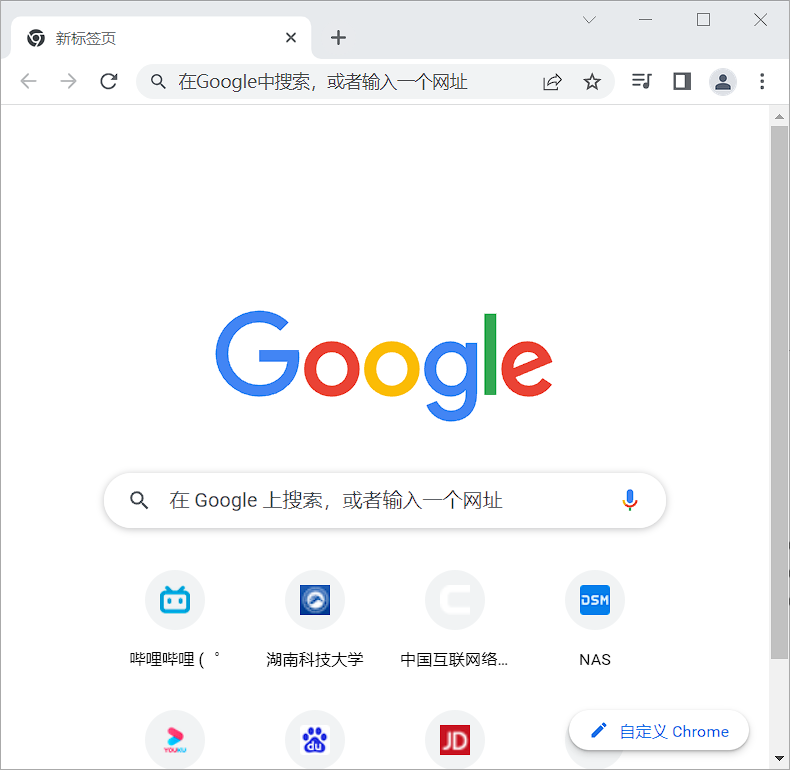 新标签页
在Google中搜索，或者输入一个网址
Google
在 Google 上搜索，或者输入一个网址
DSM
哔哩哔哩 ( ゜
湖南科技大学
中国互联网络...
NAS
YOUKU
du
JD
自定义 Chrome